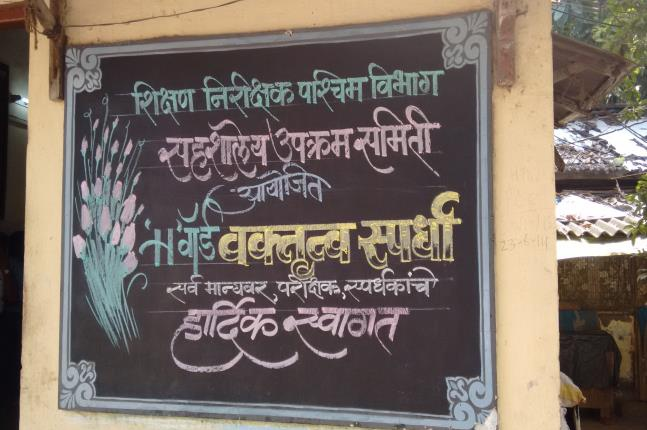 शिक्षण निरीक्षक पश्चिम विभाग
सहशालेय उपक्रम समिती
आयोजित
'H' वॉर्ड वक्तृत्व स्पर्धा
सर्व मान्यवर, परीक्षक, स्पर्धकांचे
हार्दिक स्वागत